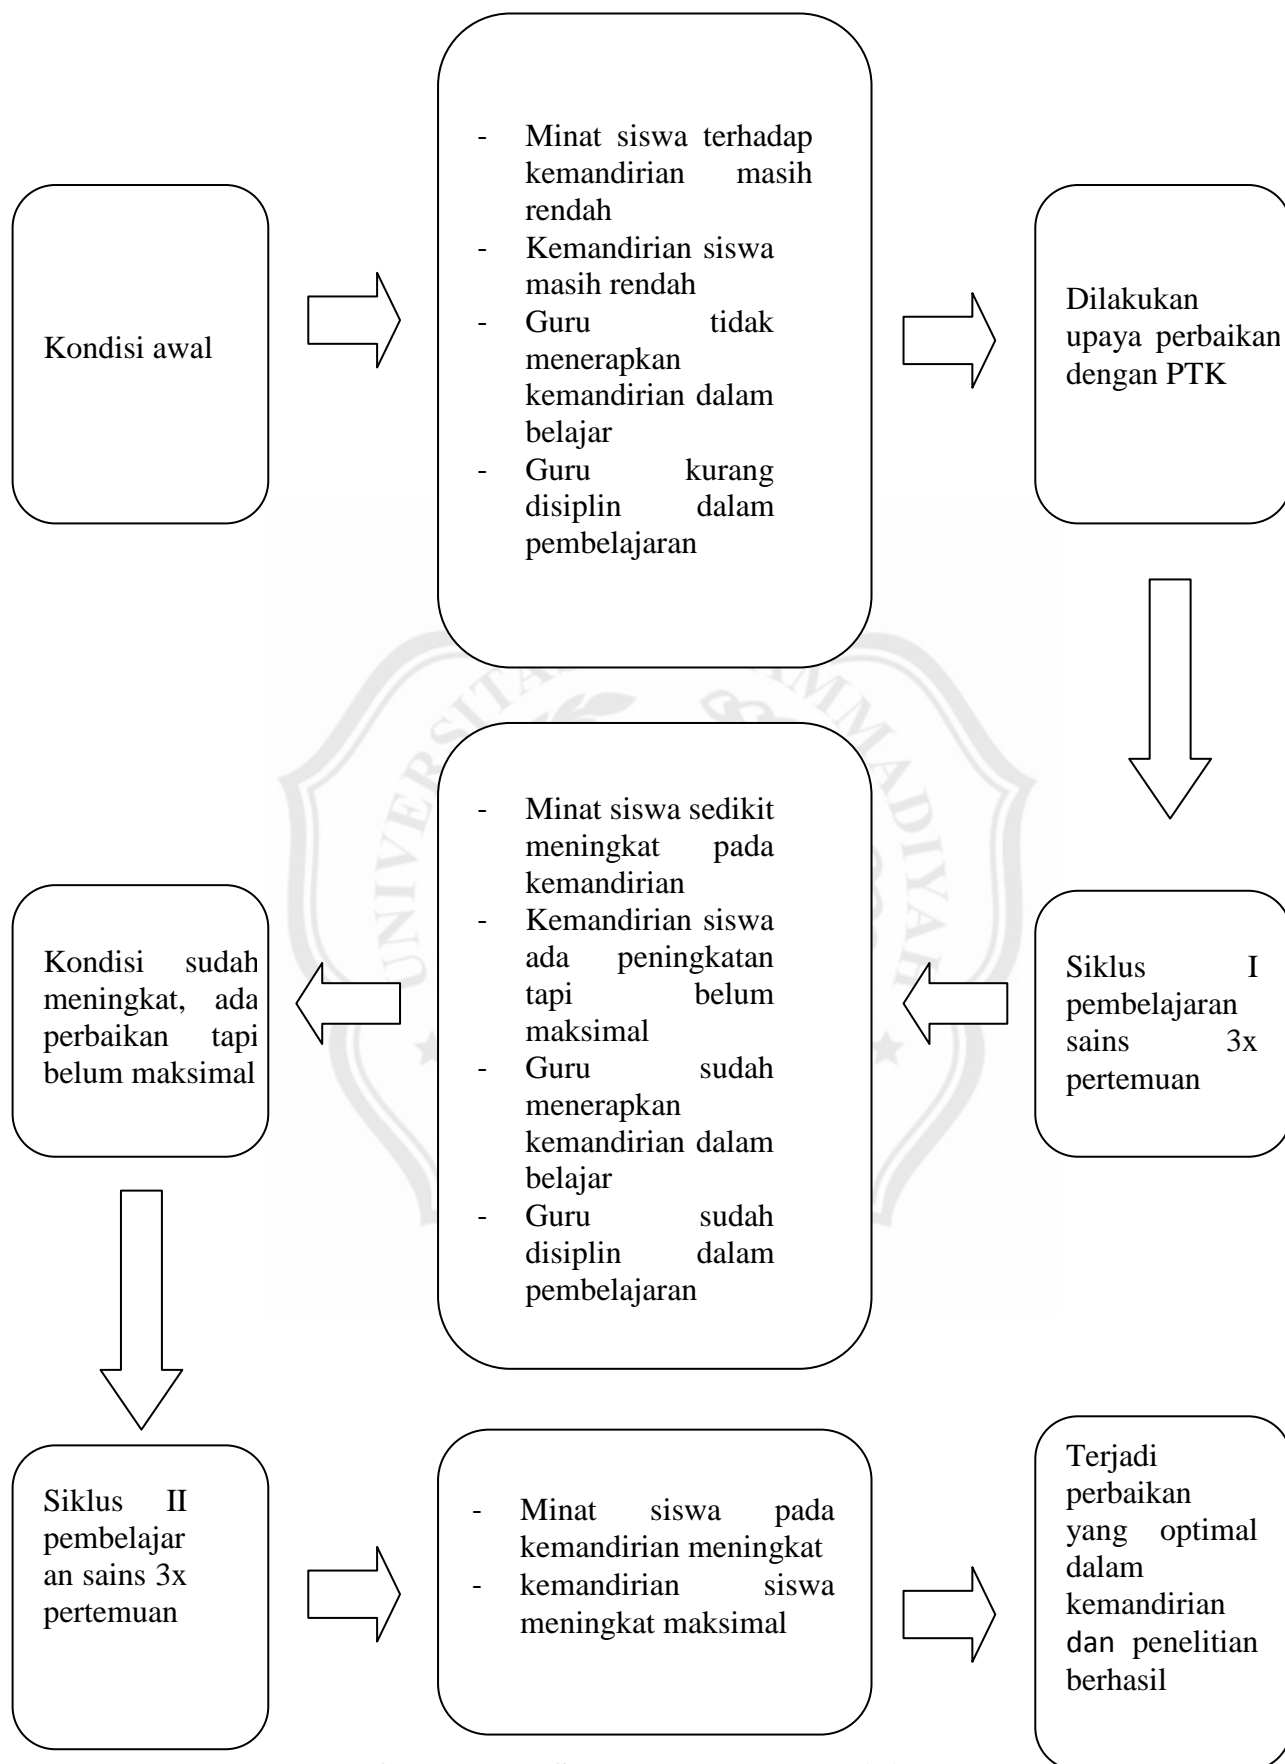 Kondisi awal
- Minat siswa terhadap
kemandirian masih
rendah
- Kemandirian siswa
masih rendah
- Guru tidak
menerapkan
kemandirian dalam
belajar
- Guru kurang
disiplin dalam
pembelajaran
Dilakukan
upaya perbaikan
dengan PTK
Siklus I
pembelajaran
sains 3x
pertemuan
- Minat siswa sedikit
meningkat pada
kemandirian
- Kemandirian siswa
ada peningkatan
tapi belum
maksimal
- Guru sudah
menerapkan
kemandirian dalam
belajar
- Guru sudah
disiplin dalam
pembelajaran
Kondisi sudah
meningkat, ada
perbaikan tapi
belum maksimal
Siklus II
pembelajar
an sains 3x
pertemuan
- Minat siswa pada
kemandirian meningkat
- kemandirian siswa
meningkat maksimal
Terjadi
perbaikan
yang optimal
dalam
kemandirian
dan penelitian
berhasil